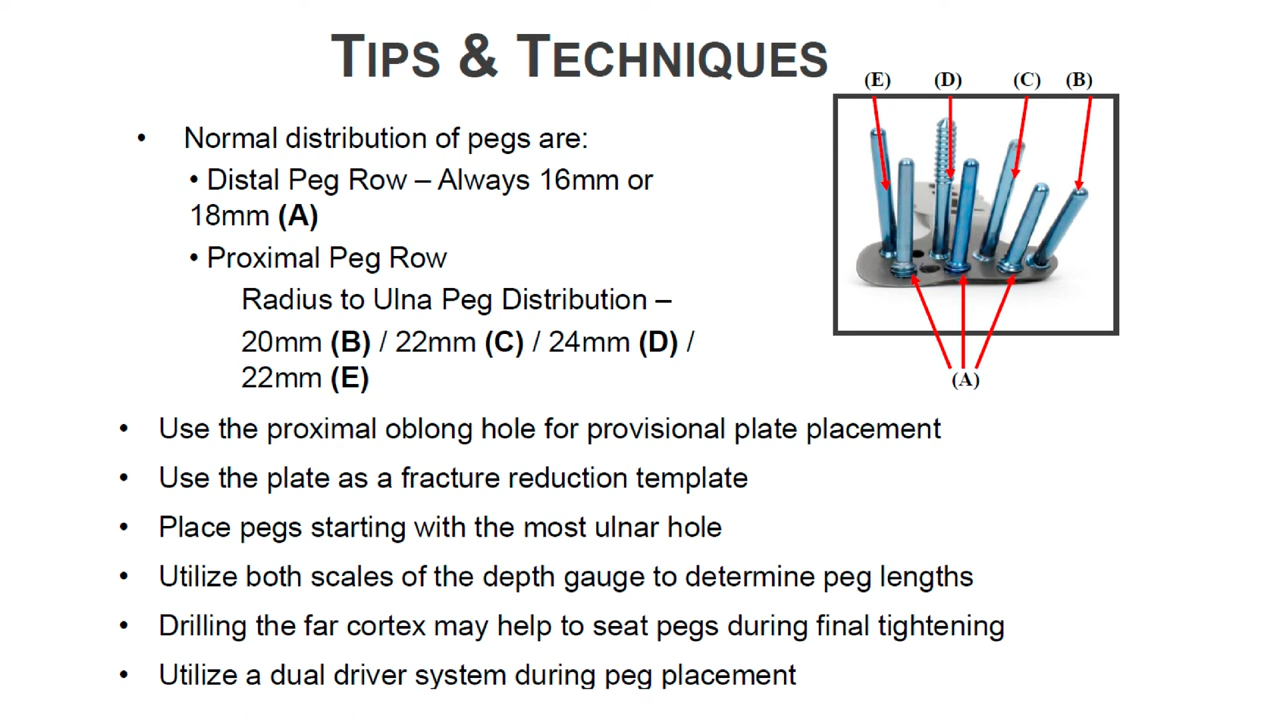 TIPS & TECHNIQUES
(E) (D) (C) (B)
• Normal distribution of pegs are:
• Distal Peg Row – Always 16mm or
18mm (A)
• Proximal Peg Row
Radius to Ulna Peg Distribution –
20mm (B) / 22mm (C) / 24mm (D) /
22mm (E)
(A)
• Use the proximal oblong hole for provisional plate placement
• Use the plate as a fracture reduction template
• Place pegs starting with the most ulnar hole
• Utilize both scales of the depth gauge to determine peg lengths
• Drilling the far cortex may help to seat pegs during final tightening
• Utilize a dual driver system during peg placement